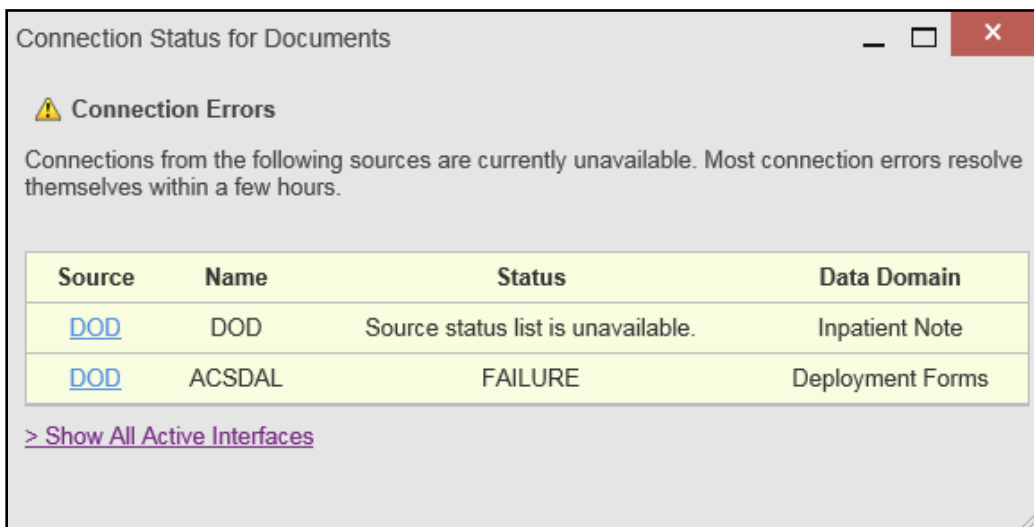 Connection Status for Documents
Connection Errors
Connections from the following sources are currently unavailable. Most connection errors resolve
themselves within a few hours.
Source Name Status Data Domain
DOD DOD Source status list is unavailable. Inpatient Note
DOD ACSDAL FAILURE Deployment Forms
> Show All Active Interfaces